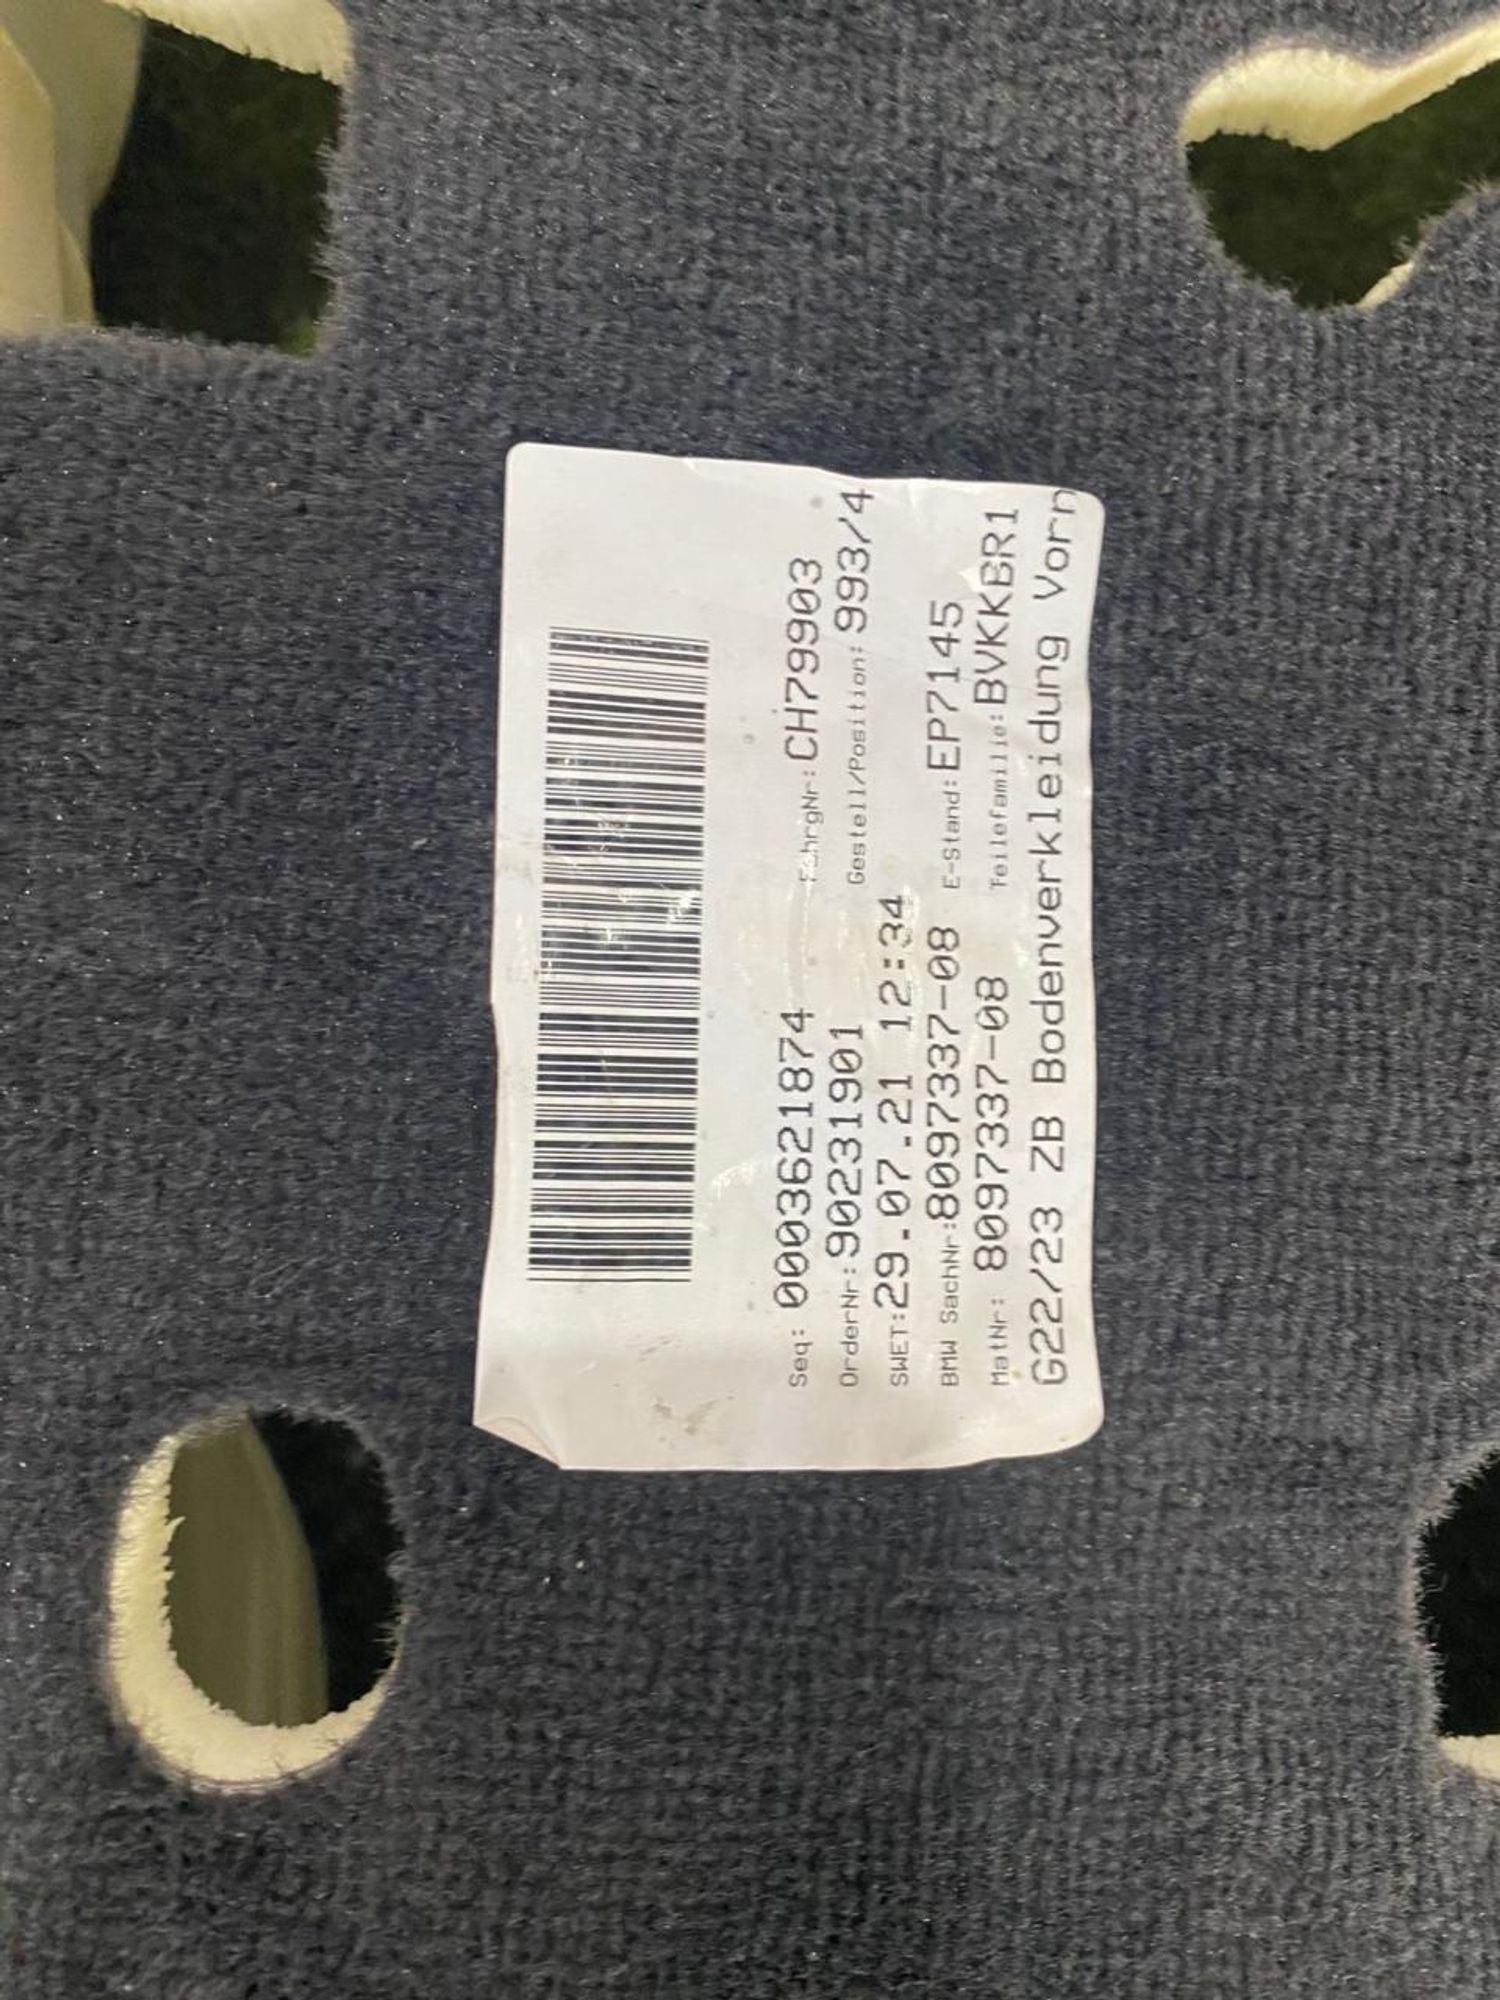 Seq: 0003621874 FahrgNr: CH79903
OrderNr: 90231901 Gestell/Position: 993/4
SWET: 29.07.21 12:34
BMW SachNr: 8097337-08 E-Stand: EP7145
MatNr: 8097337-08 Teilefamilie: BVKKBR1
G22/23 ZB Bodenverkleidung Vorn